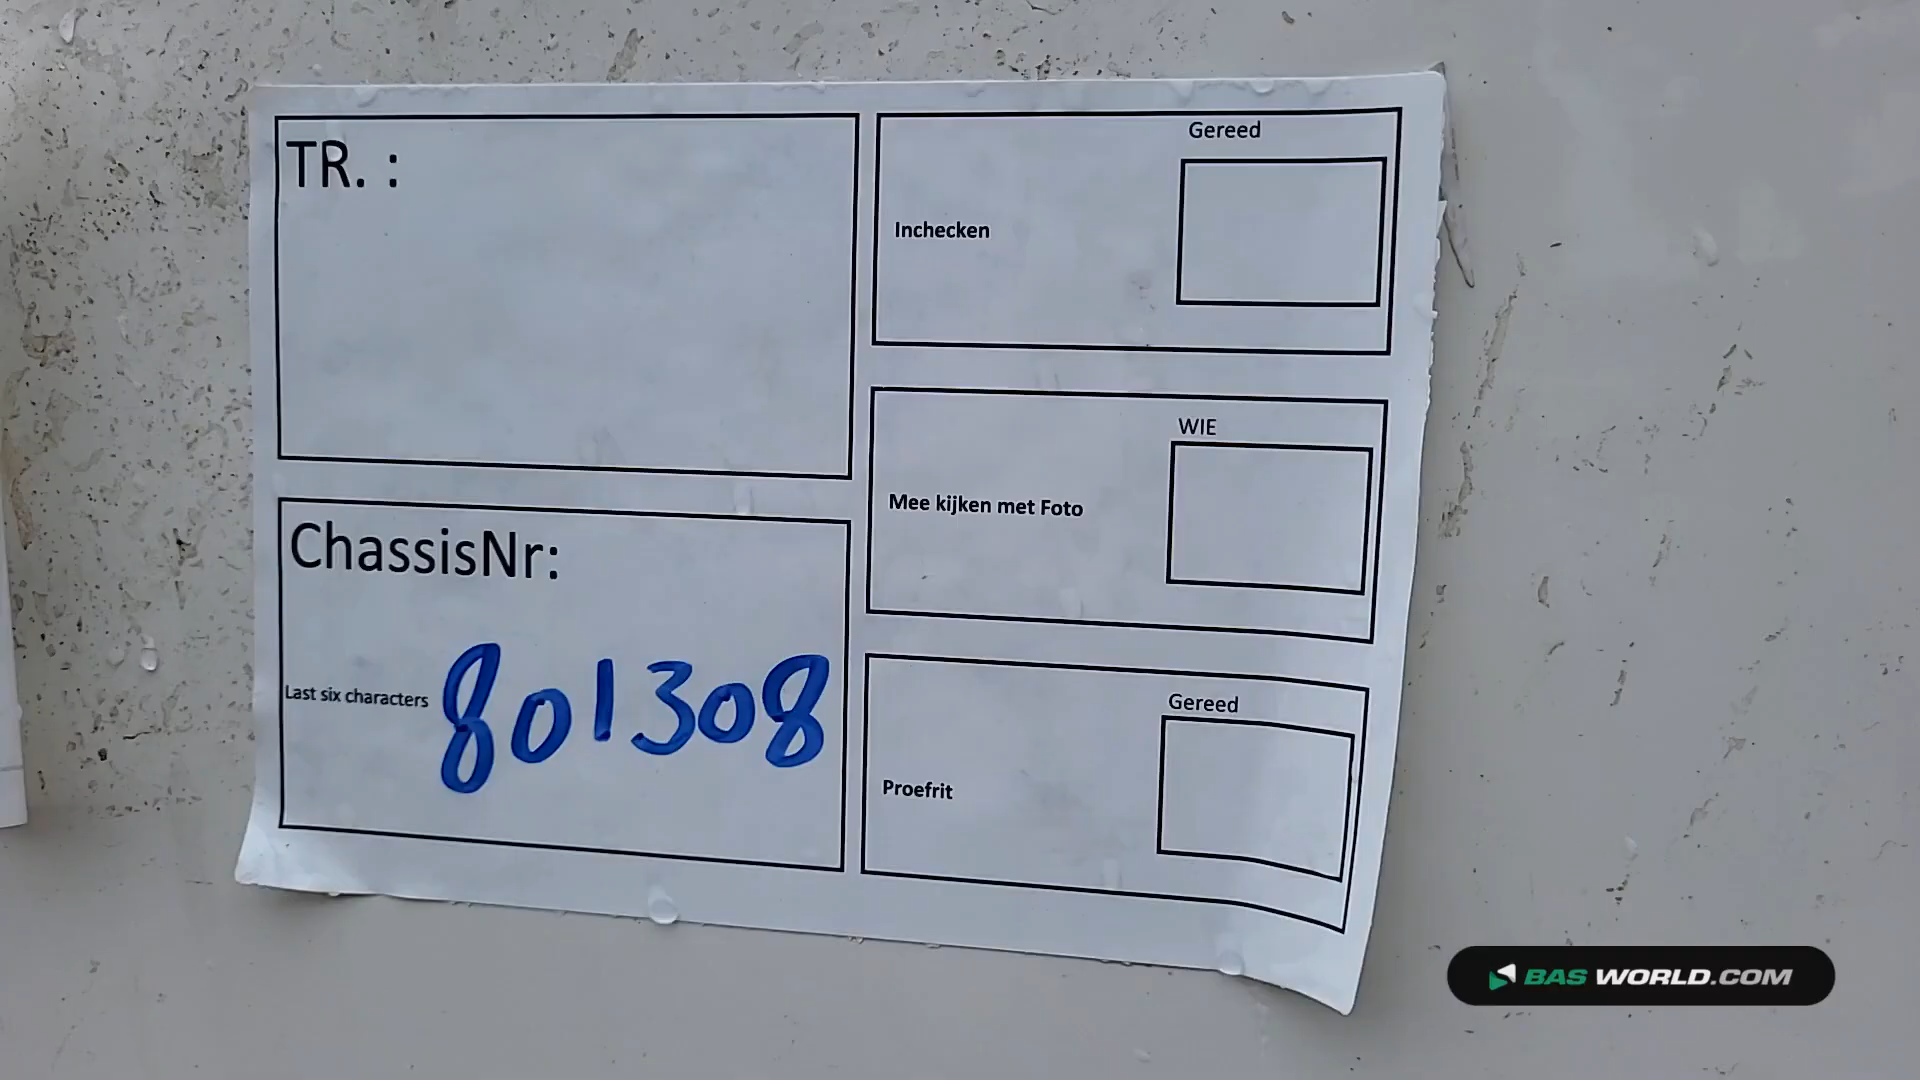 TR. :
ChassisNr:
Last six characters 801308
Gereed
Inchecken
WIE
Mee kijken met Foto
Gereed
Proefrit
BAS WORLD.COM